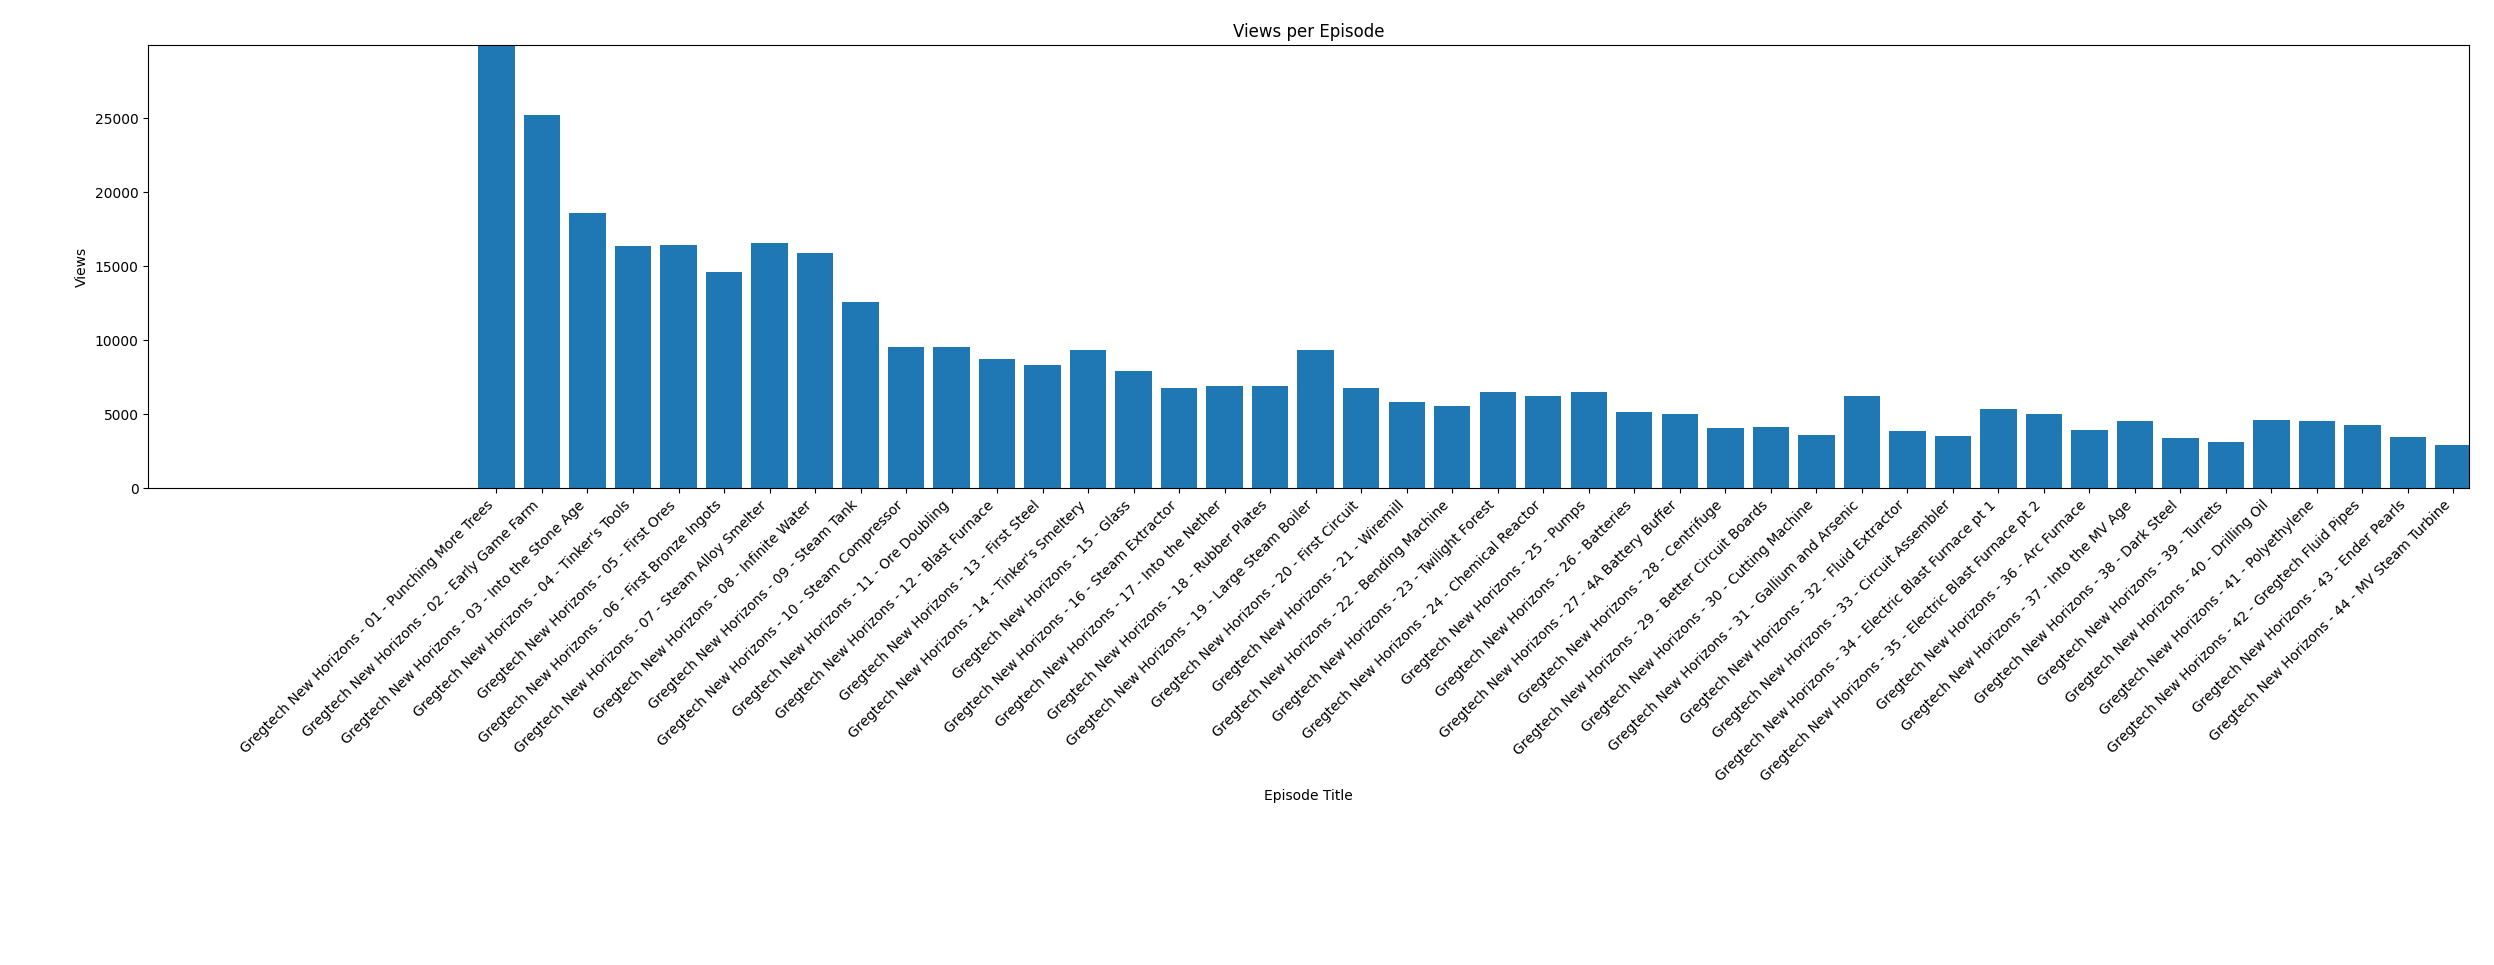 Views per Episode
Views
25000
20000
15000
10000
5000
0
Gregtech New Horizons - 01 - Punching More Trees
Gregtech New Horizons - 02 - Early Game Farm
Gregtech New Horizons - 03 - Into the Stone Age
Gregtech New Horizons - 04 - Tinker's Tools
Gregtech New Horizons - 05 - First Ores
Gregtech New Horizons - 06 - First Bronze Ingots
Gregtech New Horizons - 07 - Steam Alloy Smelter
Gregtech New Horizons - 08 - Infinite Water
Gregtech New Horizons - 09 - Steam Tank
Gregtech New Horizons - 10 - Steam Compressor
Gregtech New Horizons - 11 - Ore Doubling
Gregtech New Horizons - 12 - Blast Furnace
Gregtech New Horizons - 13 - First Steel
Gregtech New Horizons - 14 - Tinker's Smeltery
Gregtech New Horizons - 15 - Glass
Gregtech New Horizons - 16 - Steam Extractor
Gregtech New Horizons - 17 - Into the Nether
Gregtech New Horizons - 18 - Rubber Plates
Gregtech New Horizons - 19 - Large Steam Boiler
Gregtech New Horizons - 20 - First Circuit
Gregtech New Horizons - 21 - Wiremill
Gregtech New Horizons - 22 - Bending Machine
Gregtech New Horizons - 23 - Twilight Forest
Gregtech New Horizons - 24 - Chemical Reactor
Gregtech New Horizons - 25 - Pumps
Gregtech New Horizons - 26 - Batteries
Gregtech New Horizons - 27 - 4A Battery Buffer
Gregtech New Horizons - 28 - Centrifuge
Gregtech New Horizons - 29 - Better Circuit Boards
Gregtech New Horizons - 30 - Cutting Machine
Gregtech New Horizons - 31 - Gallium and Arsenic
Gregtech New Horizons - 32 - Fluid Extractor
Gregtech New Horizons - 33 - Circuit Assembler
Gregtech New Horizons - 34 - Electric Blast Furnace pt 1
Gregtech New Horizons - 35 - Electric Blast Furnace pt 2
Gregtech New Horizons - 36 - Arc Furnace
Gregtech New Horizons - 37 - Into the MV Age
Gregtech New Horizons - 38 - Dark Steel
Gregtech New Horizons - 39 - Turrets
Gregtech New Horizons - 40 - Drilling Oil
Gregtech New Horizons - 41 - Polyethylene
Gregtech New Horizons - 42 - Gregtech Fluid Pipes
Gregtech New Horizons - 43 - Ender Pearls
Gregtech New Horizons - 44 - MV Steam Turbine
Episode Title